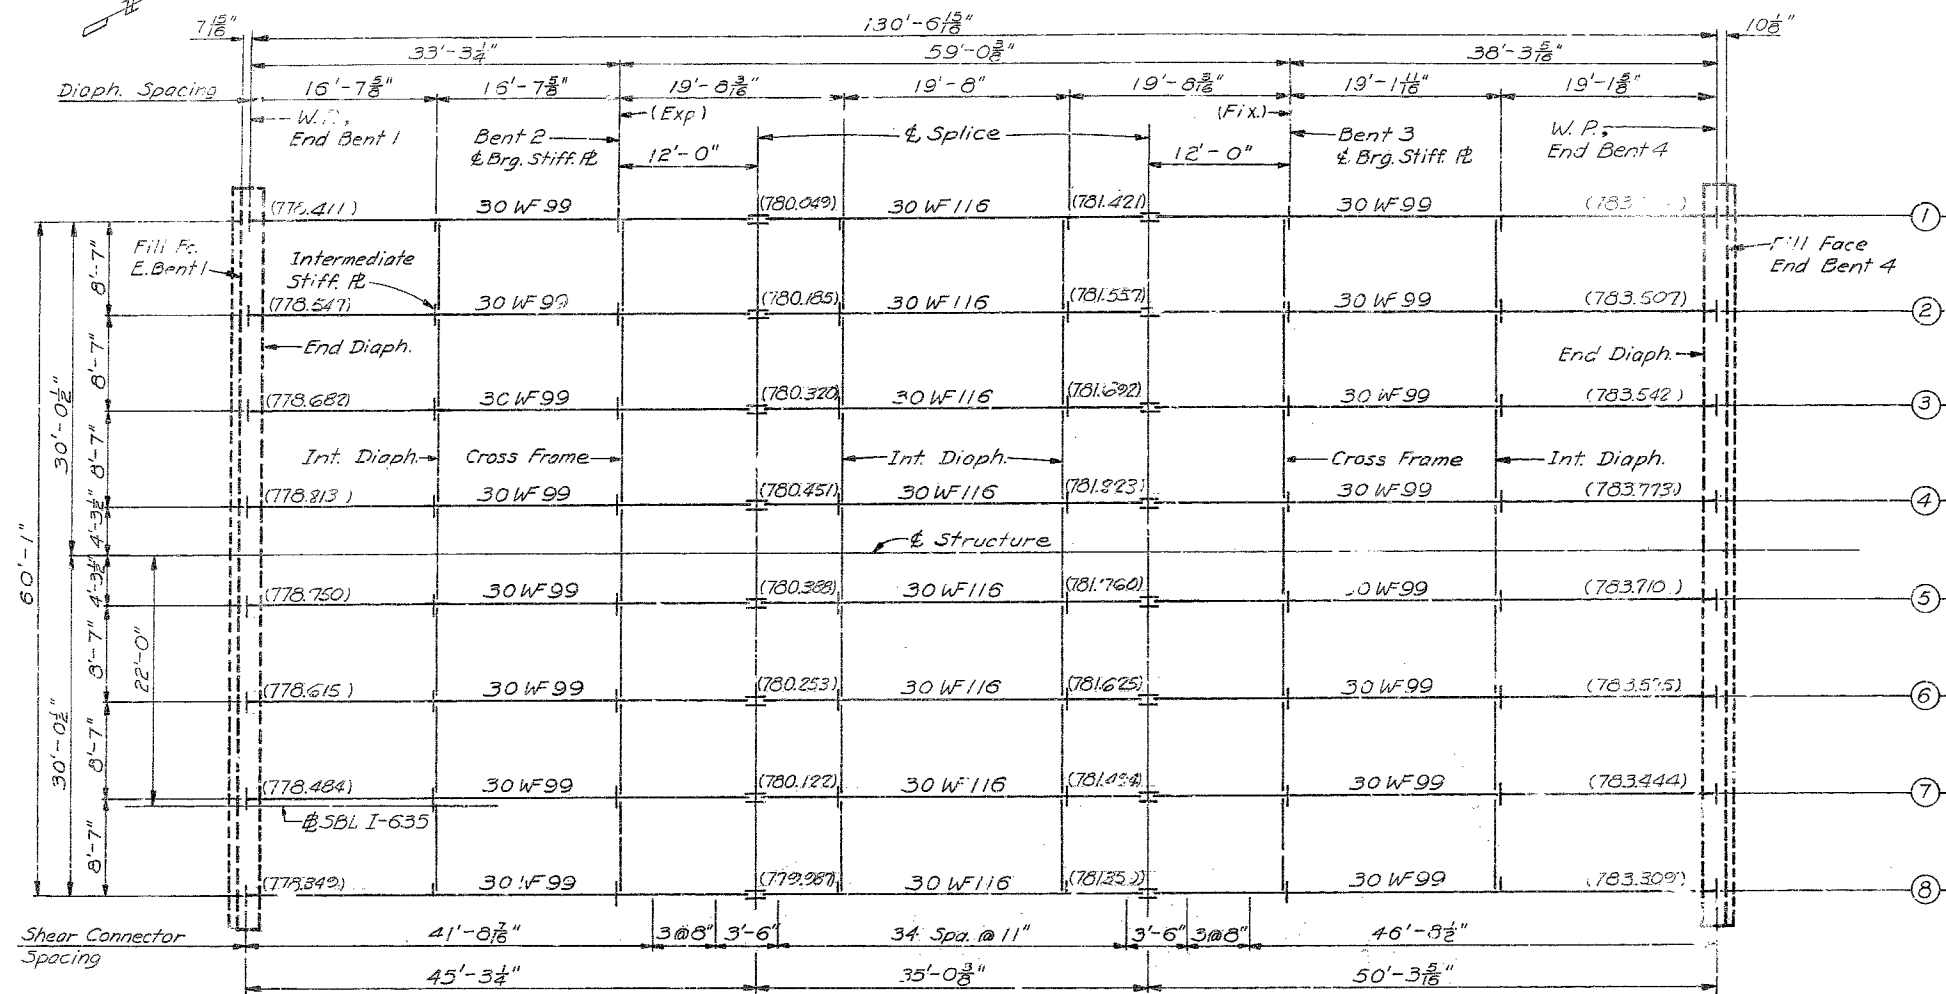 7 15/16" 130'-6 15/16" 10 1/8"
33'-3 1/4" 59'-0 3/8" 38'-3 5/16"
Diaph. Spacing 16'-7 5/8" 16'-7 5/8" 19'-8 3/16" 19'-8" 19'-8 3/16" 19'-1 11/16" 19'-1 5/8"
W.P., End Bent 1
Bent 2
℄ Brg. Stiff. ℙL
(Exp)
12'-0"
℄ Splice
12'-0"
(Fix.)
Bent 3
℄ Brg. Stiff. ℙL
W.P.,
End Bent 4
(778.411) 30 WF 99 (780.049) 30 WF 116 (781.421) 30 WF 99 (783. 1
Fill Fc.
E. Bent 1
Intermediate
Stiff. ℙL
Fill Face
End Bent 4
(778.547) 30 WF 99 (780.185) 30 WF 116 (781.557) 30 WF 99 (783.507) 2
End Diaph. End Diaph.
(778.682) 30 WF 99 (780.320) 30 WF 116 (781.692) 30 WF 99 (783.542) 3
Int. Diaph. Cross Frame Int. Diaph. Cross Frame Int. Diaph.
(778.813) 30 WF 99 (780.451) 30 WF 116 (781.823) 30 WF 99 (783.773) 4
℄ Structure
(778.750) 30 WF 99 (780.388) 30 WF 116 (781.760) 0 WF 99 (783.710) 5
(778.615) 30 WF 99 (780.253) 30 WF 116 (781.625) 30 WF 99 (783.575) 6
(778.484) 30 WF 99 (780.122) 30 WF 116 (781.494) 30 WF 99 (783.444) 7
BL SBL I-635
(778.349) 30 WF 99 (779.987) 30 WF 116 30 WF 99 (783.309) 8
8'-7"
8'-7"
8'-7"
4'-3 1/2"
4'-3 1/2"
8'-7"
8'-7"
8'-7"
30'-0 1/2"
30'-0 1/2"
60'-1"
22'-0"
Shear Connector
Spacing
41'-8 7/16" 3@8" 3'-6" 34 Spa. @ 11" 3'-6" 3@8" 46'-8 1/2"
45'-3 1/4" 35'-0 3/8" 50'-3 5/16"